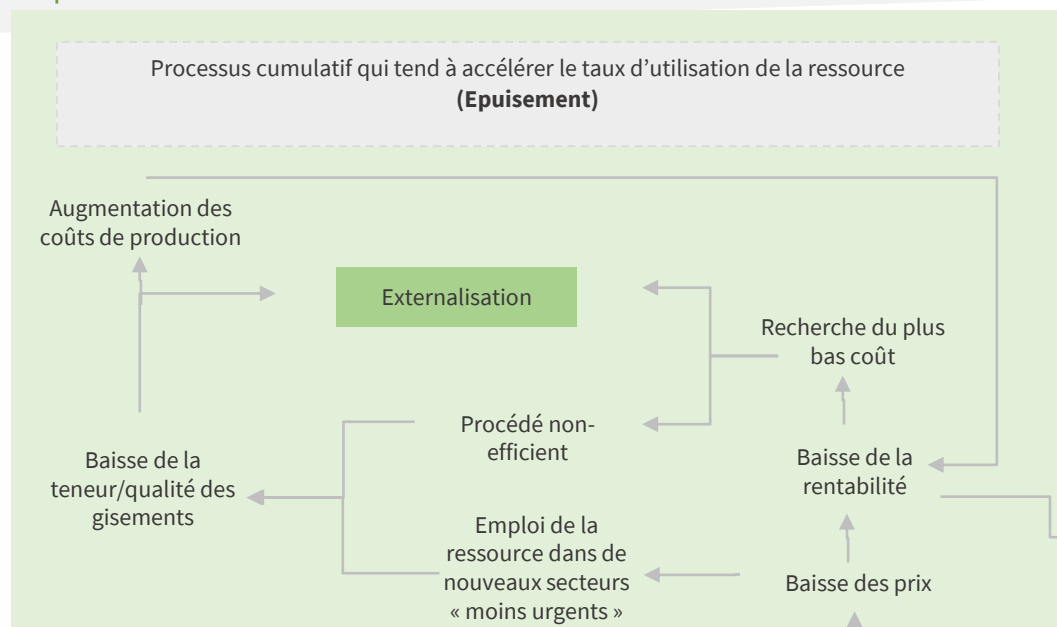 Processus cumulatif qui tend à accélérer le taux d’utilisation de la ressource
(Epuisement)
Augmentation des
coûts de production
Externalisation
Recherche du plus
bas coût
Procédé non-
efficient
Baisse de la
teneur/qualité des
gisements
Baisse de la
rentabilité
Emploi de la
ressource dans de
nouveaux secteurs
« moins urgents »
Baisse des prix